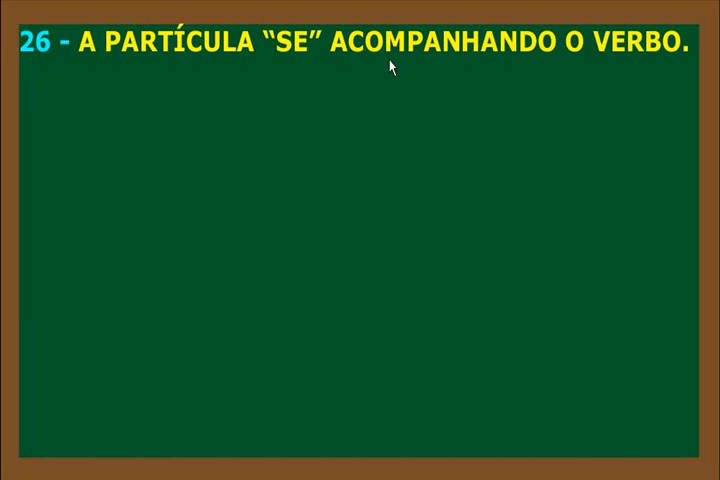 26 - A PARTÍCULA “SE” ACOMPANHANDO O VERBO.